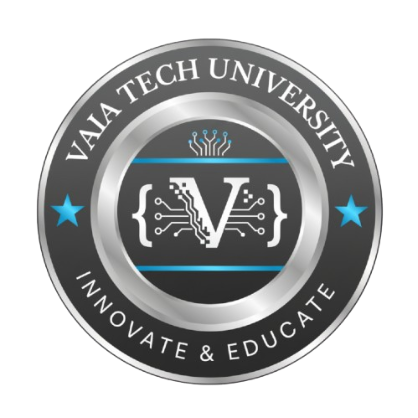 VAIA TECH UNIVERSITY
{V}
INNOVATE & EDUCATE